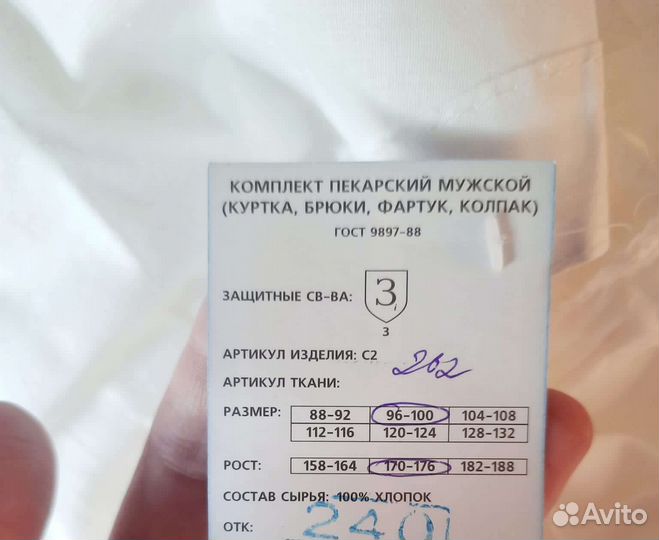 КОМПЛЕКТ ПЕКАРСКИЙ МУЖСКОЙ
(КУРТКА, БРЮКИ, ФАРТУК, КОЛПАК)
ГОСТ 9897-88
ЗАЩИТНЫЕ СВ-ВА: З
З
АРТИКУЛ ИЗДЕЛИЯ: С2
262
АРТИКУЛ ТКАНИ:
РАЗМЕР: 88-92 96-100 104-108
112-116 120-124 128-132
РОСТ: 158-164 170-176 182-188
СОСТАВ СЫРЬЯ: 100% ХЛОПОК
ОТК: 240
Avito